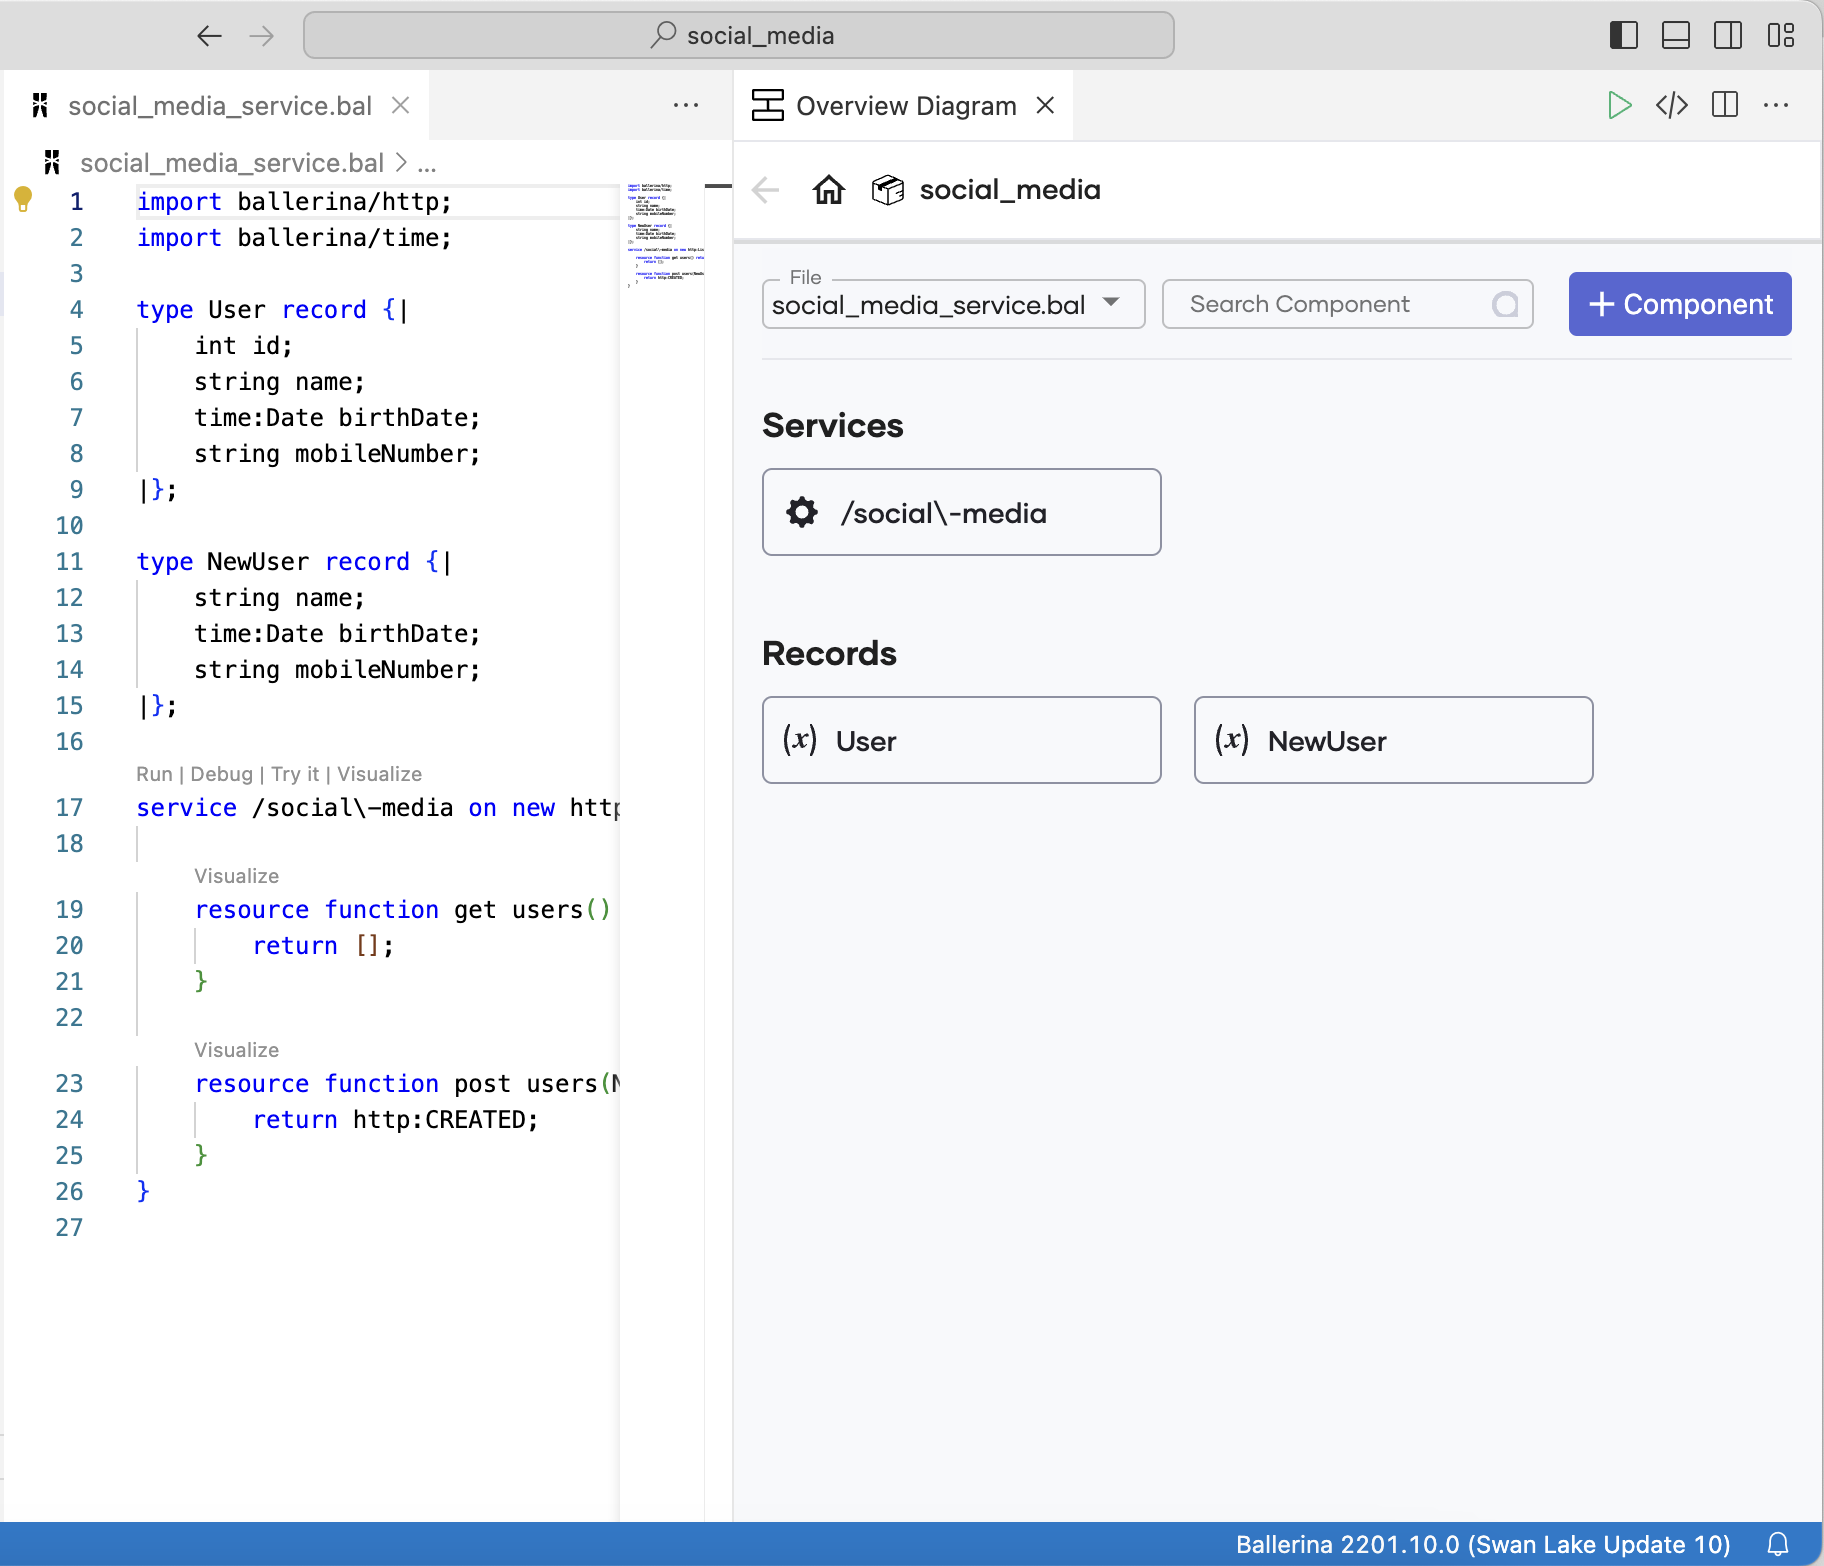 social_media
social_media_service.bal
social_media_service.bal > ...
1 import ballerina/http;
2 import ballerina/time;
3
4 type User record {|
5 int id;
6 string name;
7 time:Date birthDate;
8 string mobileNumber;
9 |};
10
11 type NewUser record {|
12 string name;
13 time:Date birthDate;
14 string mobileNumber;
15 |};
16
Run | Debug | Try it | Visualize
17 service /social\-media on new http
18
Visualize
19 resource function get users()
20 return [];
21 }
22
Visualize
23 resource function post users(N
24 return http:CREATED;
25 }
26 }
27
Overview Diagram
social_media
File
social_media_service.bal
Search Component
+ Component
Services
/social\-media
Records
(x) User
(x) NewUser
Ballerina 2201.10.0 (Swan Lake Update 10)